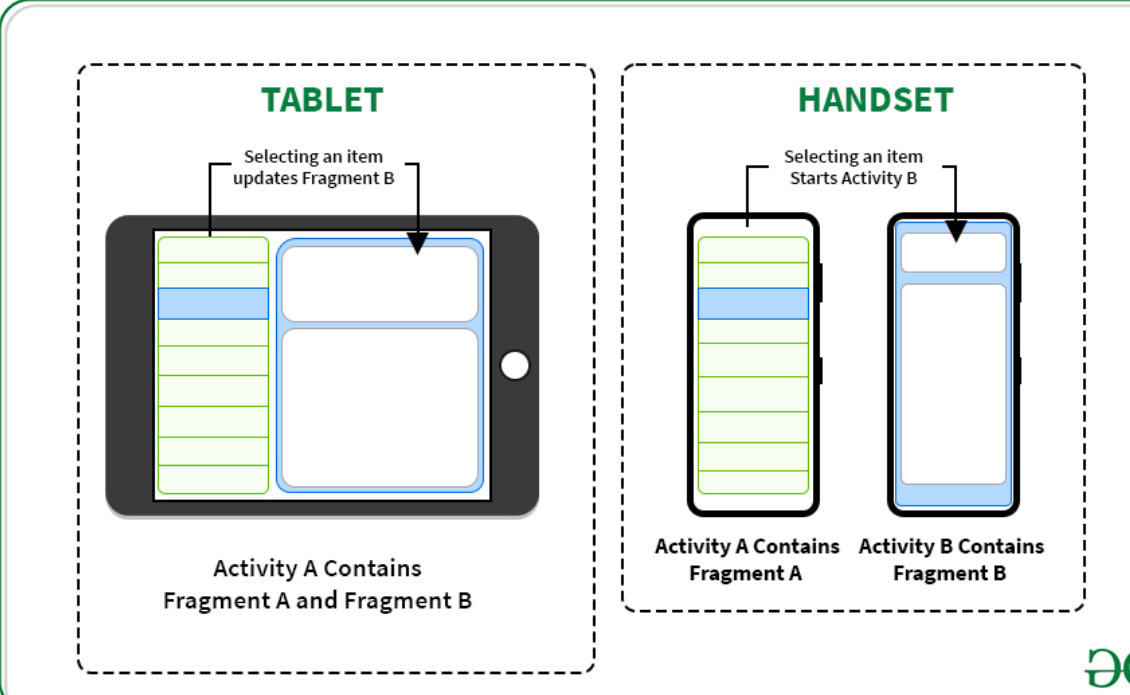 TABLET
Selecting an item
updates Fragment B
Activity A Contains
Fragment A and Fragment B
HANDSET
Selecting an item
Starts Activity B
Activity A Contains
Fragment A
Activity B Contains
Fragment B